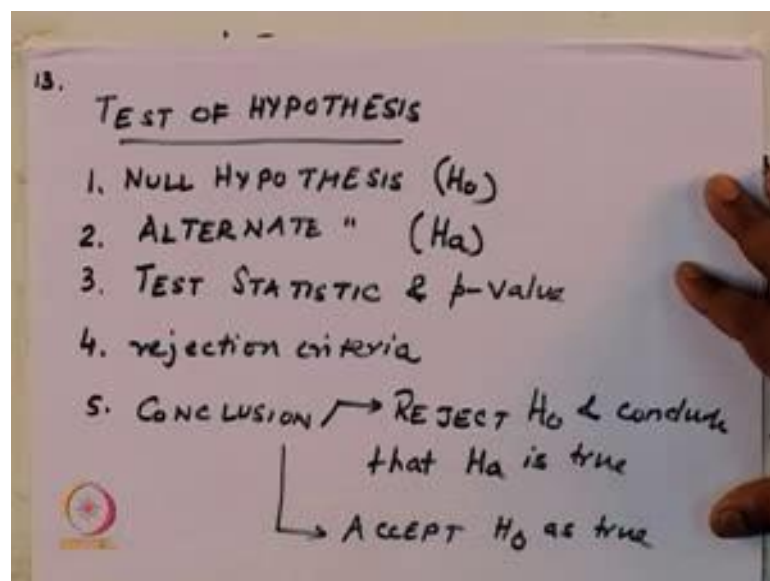 13.
TEST OF HYPOTHESIS
1. NULL HYPOTHESIS (H₀)
2. ALTERNATE " (Ha)
3. TEST STATISTIC & p-value
4. rejection criteria
5. CONCLUSION → REJECT H₀ & conclude
that Ha is true
→ ACCEPT H₀ as true